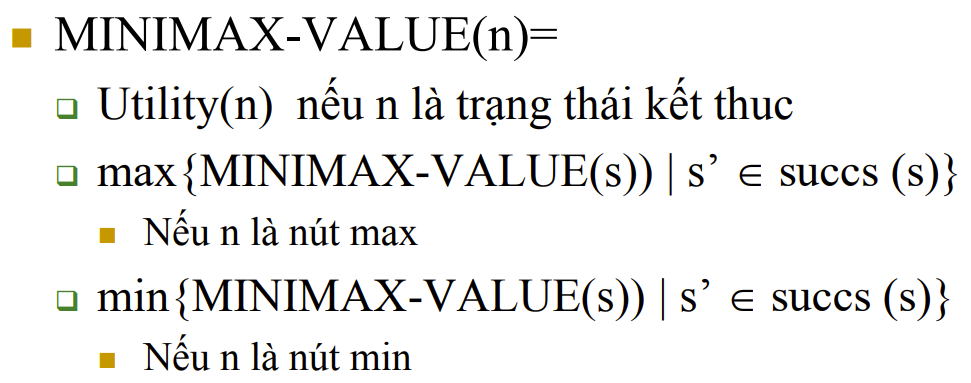 MINIMAX-VALUE(n)=
Utility(n) nếu n là trạng thái kết thuc
max{MINIMAX-VALUE(s)) | s’ ∈ succs (s)}
Nếu n là nút max
min{MINIMAX-VALUE(s)) | s’ ∈ succs (s)}
Nếu n là nút min